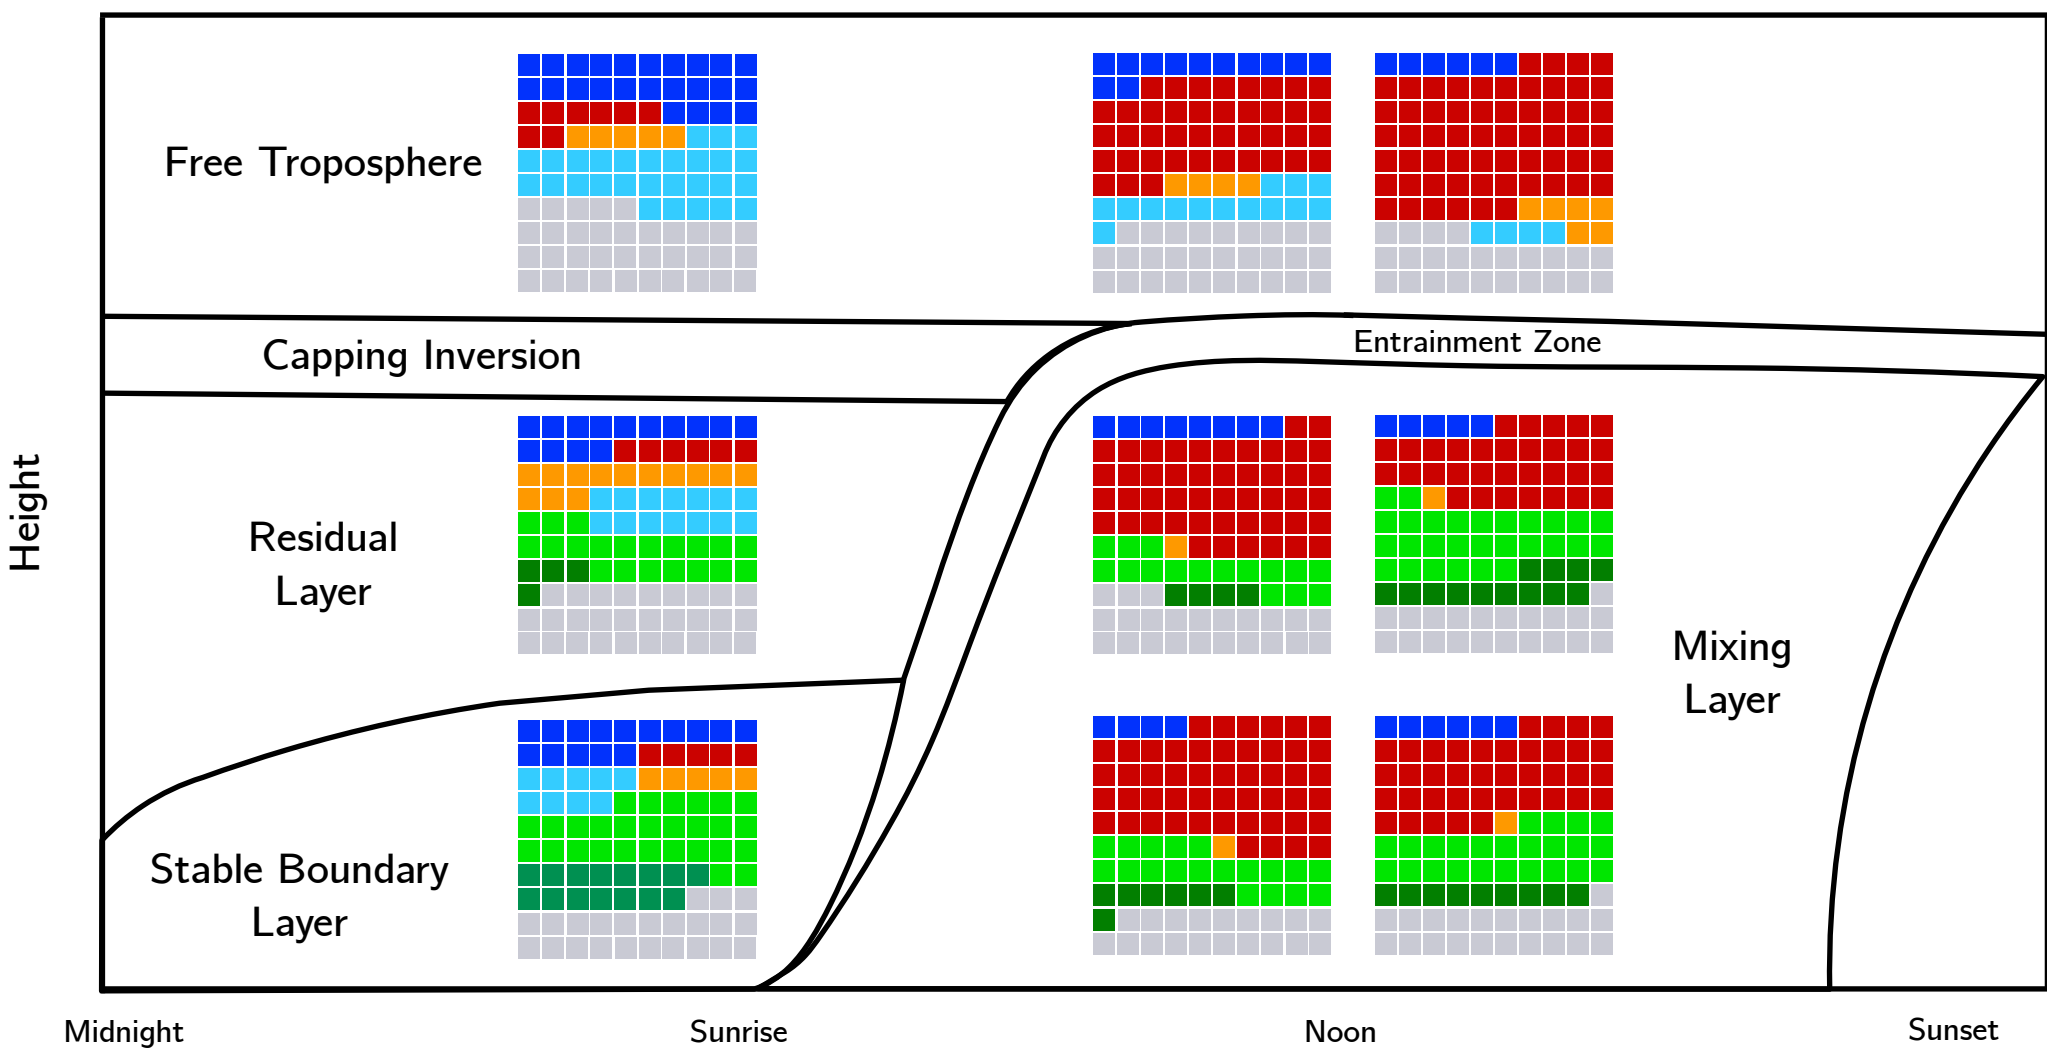 Free Troposphere
Entrainment Zone
Capping Inversion
Height
Residual
Layer
Mixing
Layer
Stable Boundary
Layer
Midnight
Sunrise
Noon
Sunset